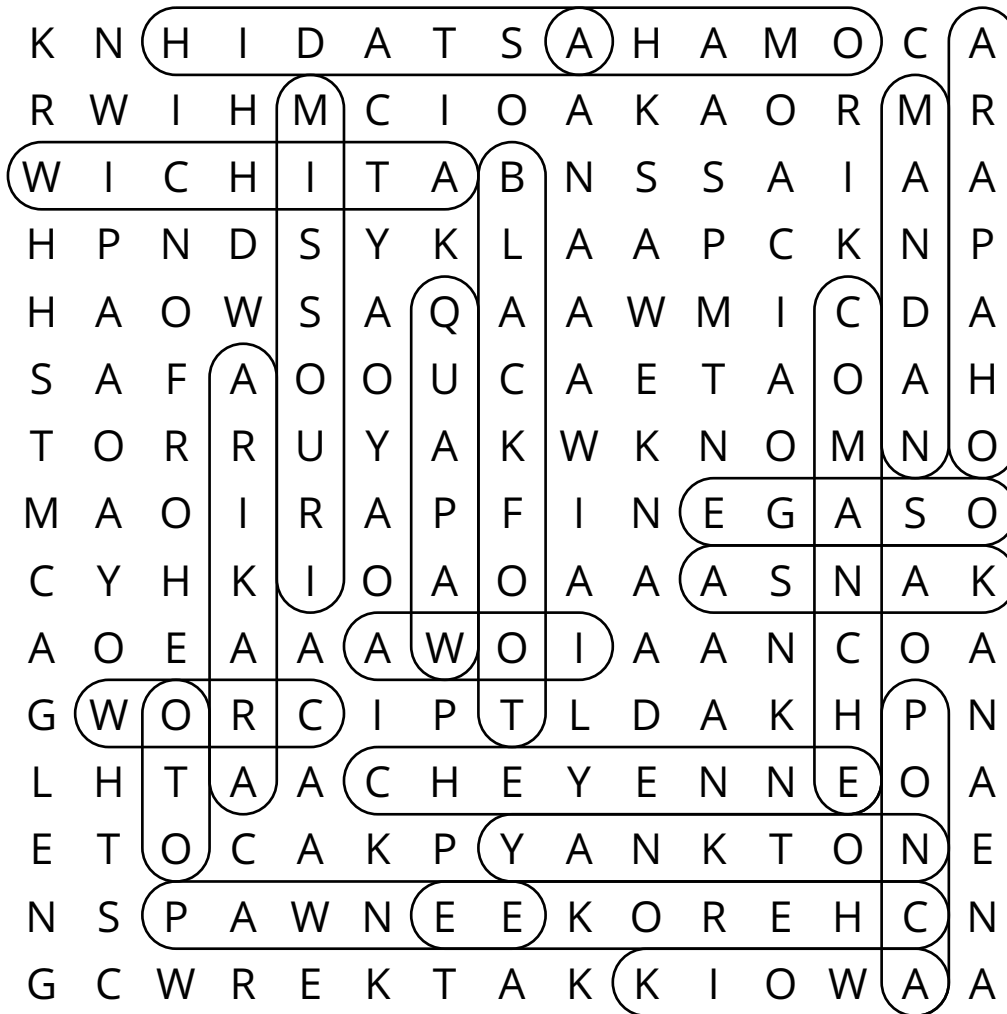 K N H I D A T S A H A M O C A
R W I H M C I O A K A O R M R
W I C H I T A B N S S A I A A
H P N D S Y K L A A P C K N P
H A O W S A Q A A W M I C D A
S A F A O O U C A E T A O A H
T O R R U Y A K W K N O M N O
M A O I R A P F I N E G A S O
C Y H K I O A O A A A S N A K
A O E A A A W O I A A N C O A
G W O R C I P T L D A K H P N
L H T A A C H E Y E N N E O A
E T O C A K P Y A N K T O N E
N S P A W N E E K O R E H C N
G C W R E K T A K K I O W A A